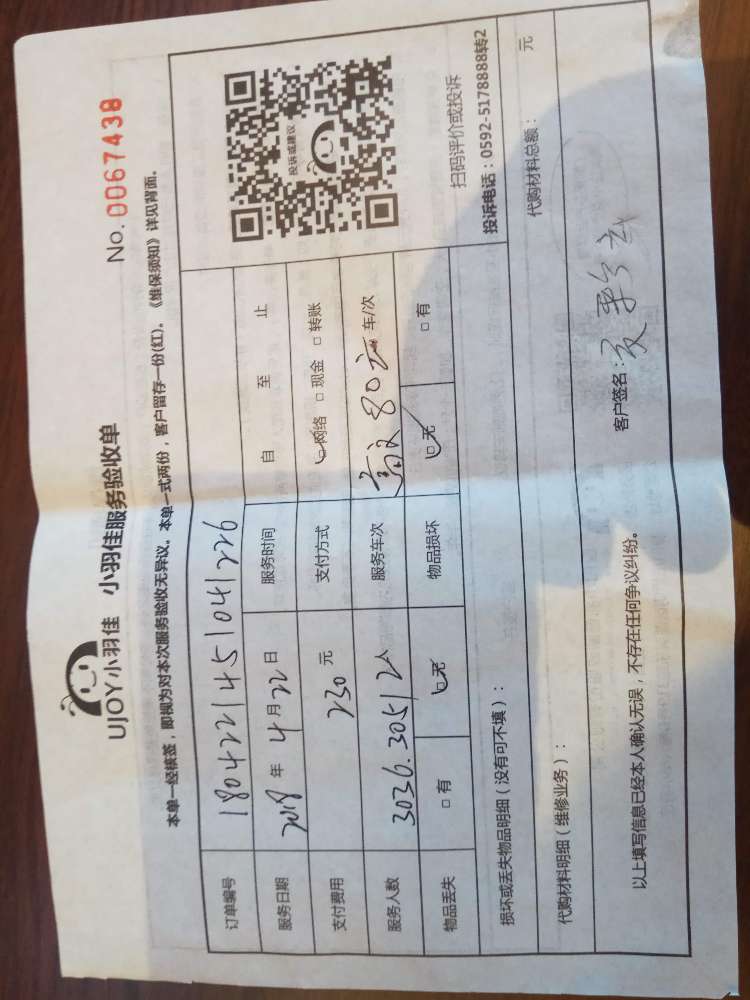 UJOY小羽佳 小羽佳服务验收单
No. 0067438
本单一经核签，即视为对本次服务验收无异议。本单一式两份，客户留存一份(红)。《维保须知》详见背面。
订单编号 1804221451041226
服务日期 2018 年 4 月 22 日 服务时间 自 至 止
支付费用 230 元 支付方式 ☑网络 □现金 □转账
服务人数 3036.3051 2人 服务车次 80元 车/次
物品丢失 □有 ☑无 物品损坏 ☑无 □有
投诉或建议
扫码评价或投诉
投诉电话：0592-5178888转2
损坏或丢失物品明细（没有可不填）：
代购材料明细（维修业务）： 代购材料总额： 元
以上填写信息已经本人确认无误，不存在任何争议纠纷。 客户签名：